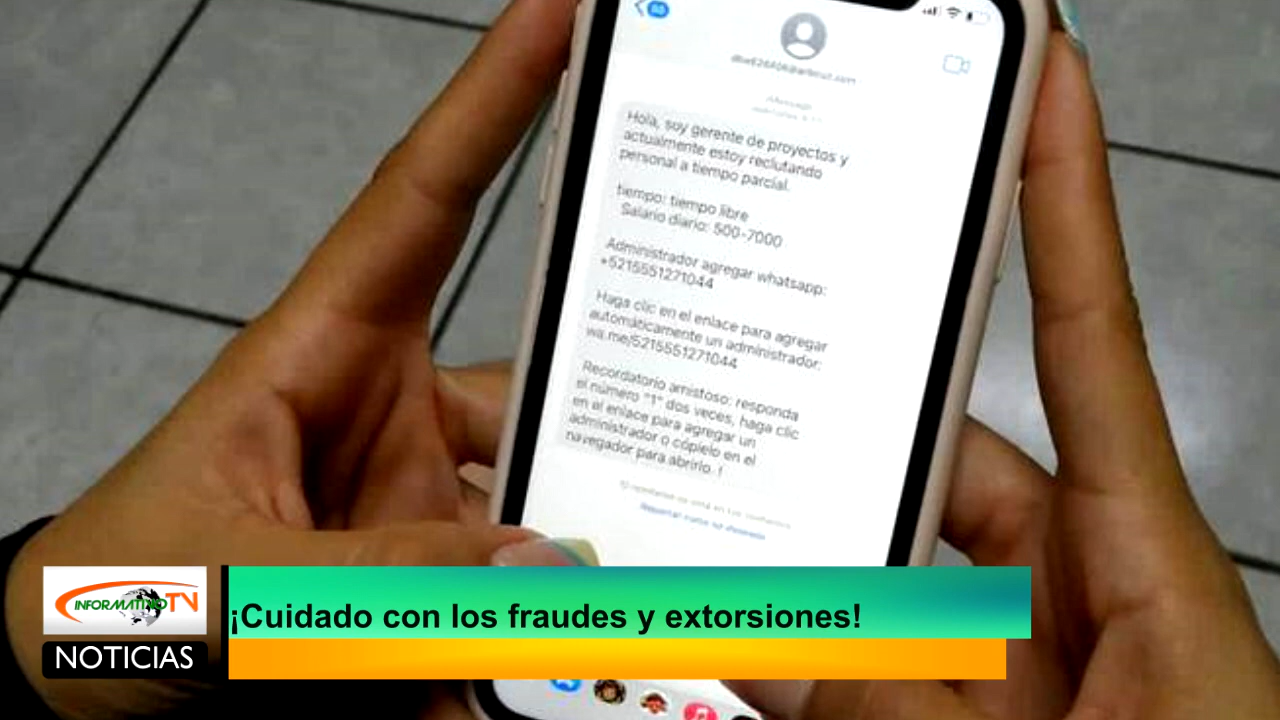 Hola, soy gerente de proyectos y
actualmente estoy reclutando
personal a tiempo parcial.
tiempo: tiempo libre
Salario diario: 500-7000
Administrador agregar whatsapp:
+5215551271044
Haga clic en el enlace para agregar
automáticamente un administrador:
wa.me/5215551271044
Recordatorio amistoso: responda
el número "1" dos veces, haga clic
en el enlace para agregar un
administrador o cópielo en el
navegador para abrirlo. !
INFORMATIVO TV
¡Cuidado con los fraudes y extorsiones!
NOTICIAS